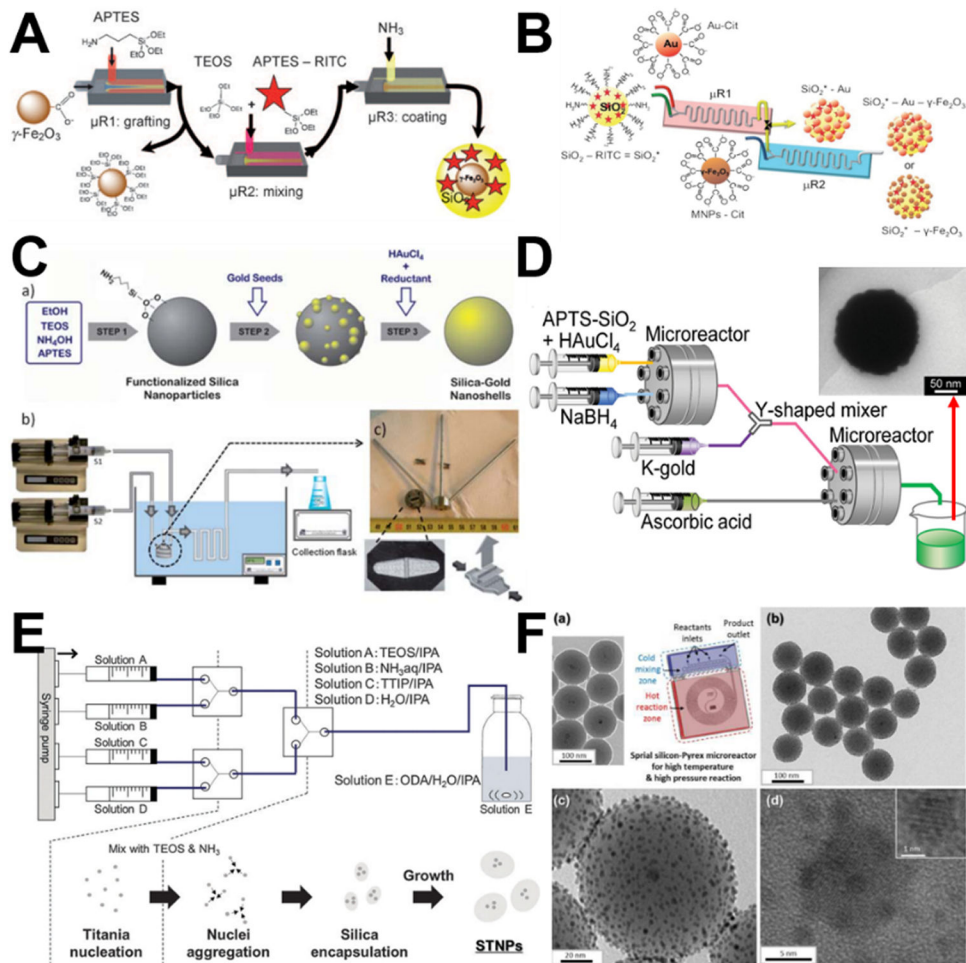 A
APTES
H₂N
OEt
Si-OEt
OEt
γ-Fe₂O₃
μR1: grafting
TEOS
APTES – RITC
+
μR2: mixing
NH₃
μR3: coating
γ-Fe₂O₃
SiO₂
B
Au-Cit
Au
SiO₂
SiO₂ – RITC = SiO₂*
μR1
SiO₂* - Au
SiO₂* – Au – γ-Fe₂O₃
or
SiO₂* – γ-Fe₂O₃
γ-Fe₂O₃
MNPs - Cit
μR2
C
a)
EtOH
TEOS
NH₄OH
APTES
STEP 1
Functionalized Silica
Nanoparticles
Gold Seeds
STEP 2
HAuCl₄
+
Reductant
STEP 3
Silica-Gold
Nanoshells
b)
S1
S2
Collection flask
c)
D
APTS-SiO₂
+ HAuCl₄
NaBH₄
Microreactor
K-gold
Y-shaped mixer
Ascorbic acid
Microreactor
50 nm
E
Syringe pump
Solution A
Solution B
Solution C
Solution D
Solution A : TEOS/IPA
Solution B : NH₃aq/IPA
Solution C : TTIP/IPA
Solution D : H₂O/IPA
Solution E : ODA/H₂O/IPA
Solution E
Mix with TEOS & NH₃
Titania
nucleation
Nuclei
aggregation
Silica
encapsulation
Growth
STNPs
F
(a)
100 nm
Reactants
inlets
Product
outlet
Cold
mixing
zone
Hot
reaction
zone
Sprial silicon-Pyrex microreactor
for high temperature
& high pressure reaction
(b)
100 nm
(c)
20 nm
(d)
1 nm
5 nm